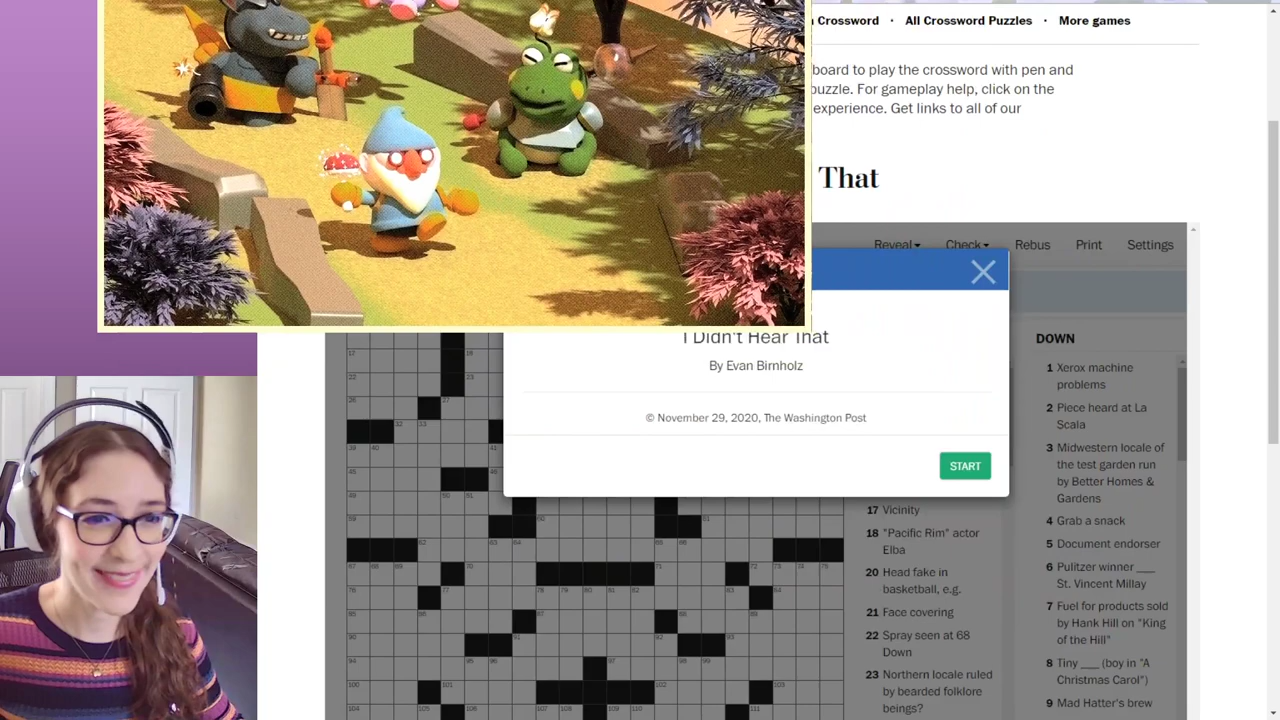 Crossword • All Crossword Puzzles • More games
board to play the crossword with pen and
puzzle. For gameplay help, click on the
experience. Get links to all of our
That
Reveal Check Rebus Print Settings
I Didn't Hear That
By Evan Birnholz
© November 29, 2020, The Washington Post
START
17 Vicinity
18 "Pacific Rim" actor
Elba
20 Head fake in
basketball, e.g.
21 Face covering
22 Spray seen at 68
Down
23 Northern locale ruled
by bearded folklore
beings?
DOWN
1 Xerox machine
problems
2 Piece heard at La
Scala
3 Midwestern locale of
the test garden run
by Better Homes &
Gardens
4 Grab a snack
5 Document endorser
6 Pulitzer winner ___
St. Vincent Millay
7 Fuel for products sold
by Hank Hill on "King
of the Hill"
8 Tiny ___ (boy in "A
Christmas Carol")
9 Mad Hatter's brew